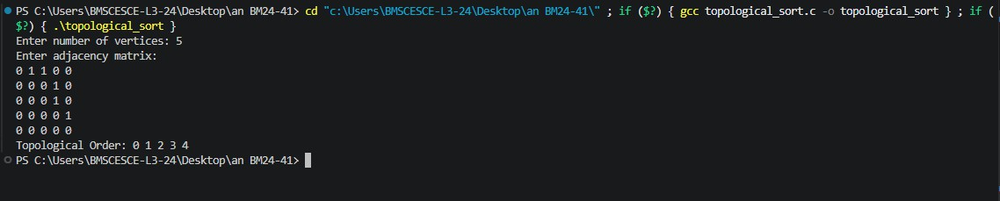 PS C:\Users\BMSCESCE-L3-24\Desktop\an BM24-41> cd "c:\Users\BMSCESCE-L3-24\Desktop\an BM24-41\" ; if ($?) { gcc topological_sort.c -o topological_sort } ; if (
$?) { .\topological_sort }
Enter number of vertices: 5
Enter adjacency matrix:
0 1 1 0 0
0 0 0 1 0
0 0 0 1 0
0 0 0 0 1
0 0 0 0 0
Topological Order: 0 1 2 3 4
PS C:\Users\BMSCESCE-L3-24\Desktop\an BM24-41>